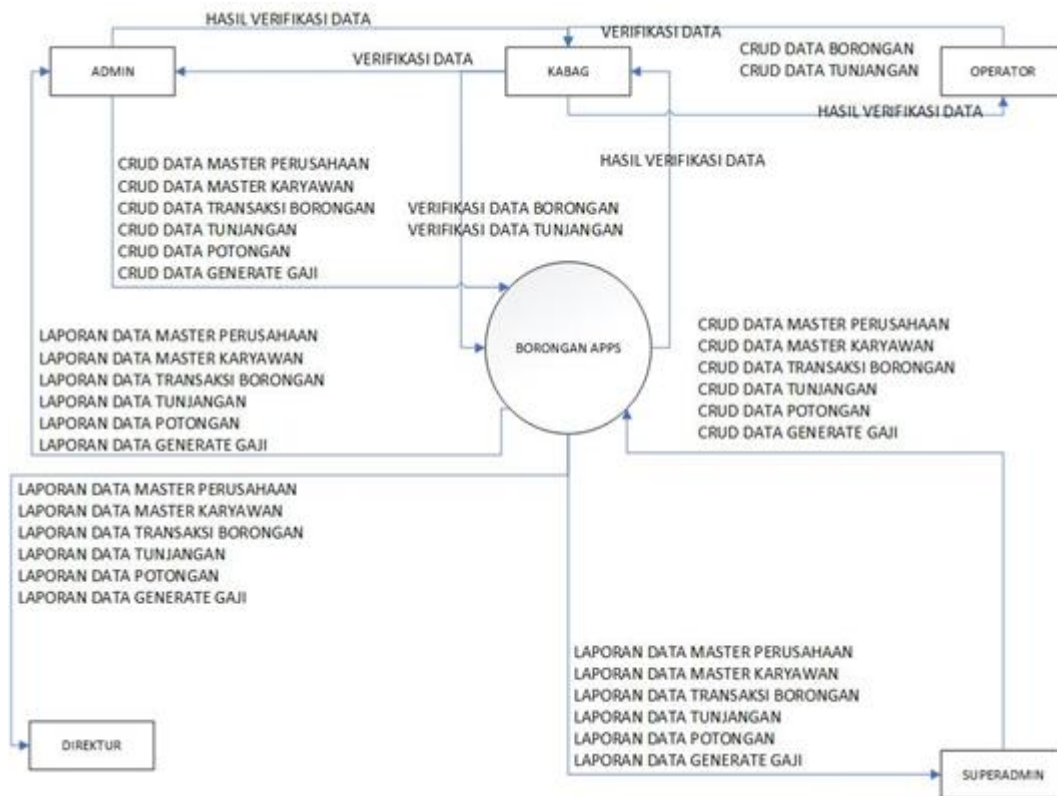 HASIL VERIFIKASI DATA
VERIFIKASI DATA
CRUD DATA BORONGAN
CRUD DATA TUNJANGAN
ADMIN
VERIFIKASI DATA
KABAG
OPERATOR
HASIL VERIFIKASI DATA
HASIL VERIFIKASI DATA
CRUD DATA MASTER PERUSAHAAN
CRUD DATA MASTER KARYAWAN
CRUD DATA TRANSAKSI BORONGAN
CRUD DATA TUNJANGAN
CRUD DATA POTONGAN
CRUD DATA GENERATE GAJI
VERIFIKASI DATA BORONGAN
VERIFIKASI DATA TUNJANGAN
BORONGAN APPS
LAPORAN DATA MASTER PERUSAHAAN
LAPORAN DATA MASTER KARYAWAN
LAPORAN DATA TRANSAKSI BORONGAN
LAPORAN DATA TUNJANGAN
LAPORAN DATA POTONGAN
LAPORAN DATA GENERATE GAJI
CRUD DATA MASTER PERUSAHAAN
CRUD DATA MASTER KARYAWAN
CRUD DATA TRANSAKSI BORONGAN
CRUD DATA TUNJANGAN
CRUD DATA POTONGAN
CRUD DATA GENERATE GAJI
LAPORAN DATA MASTER PERUSAHAAN
LAPORAN DATA MASTER KARYAWAN
LAPORAN DATA TRANSAKSI BORONGAN
LAPORAN DATA TUNJANGAN
LAPORAN DATA POTONGAN
LAPORAN DATA GENERATE GAJI
LAPORAN DATA MASTER PERUSAHAAN
LAPORAN DATA MASTER KARYAWAN
LAPORAN DATA TRANSAKSI BORONGAN
LAPORAN DATA TUNJANGAN
LAPORAN DATA POTONGAN
LAPORAN DATA GENERATE GAJI
DIREKTUR
SUPERADMIN